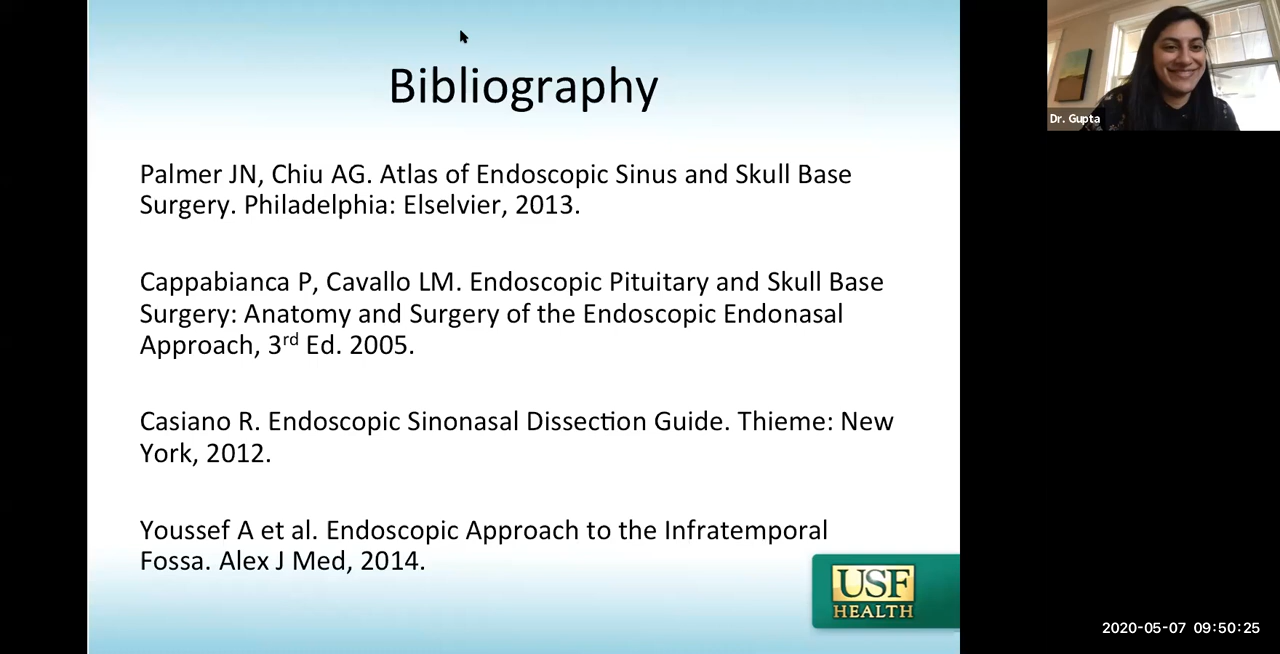 Bibliography
Palmer JN, Chiu AG. Atlas of Endoscopic Sinus and Skull Base
Surgery. Philadelphia: Elselvier, 2013.
Cappabianca P, Cavallo LM. Endoscopic Pituitary and Skull Base
Surgery: Anatomy and Surgery of the Endoscopic Endonasal
Approach, 3rd Ed. 2005.
Casiano R. Endoscopic Sinonasal Dissection Guide. Thieme: New
York, 2012.
Youssef A et al. Endoscopic Approach to the Infratemporal
Fossa. Alex J Med, 2014.
USF
HEALTH
Dr. Gupta
2020-05-07 09:50:25